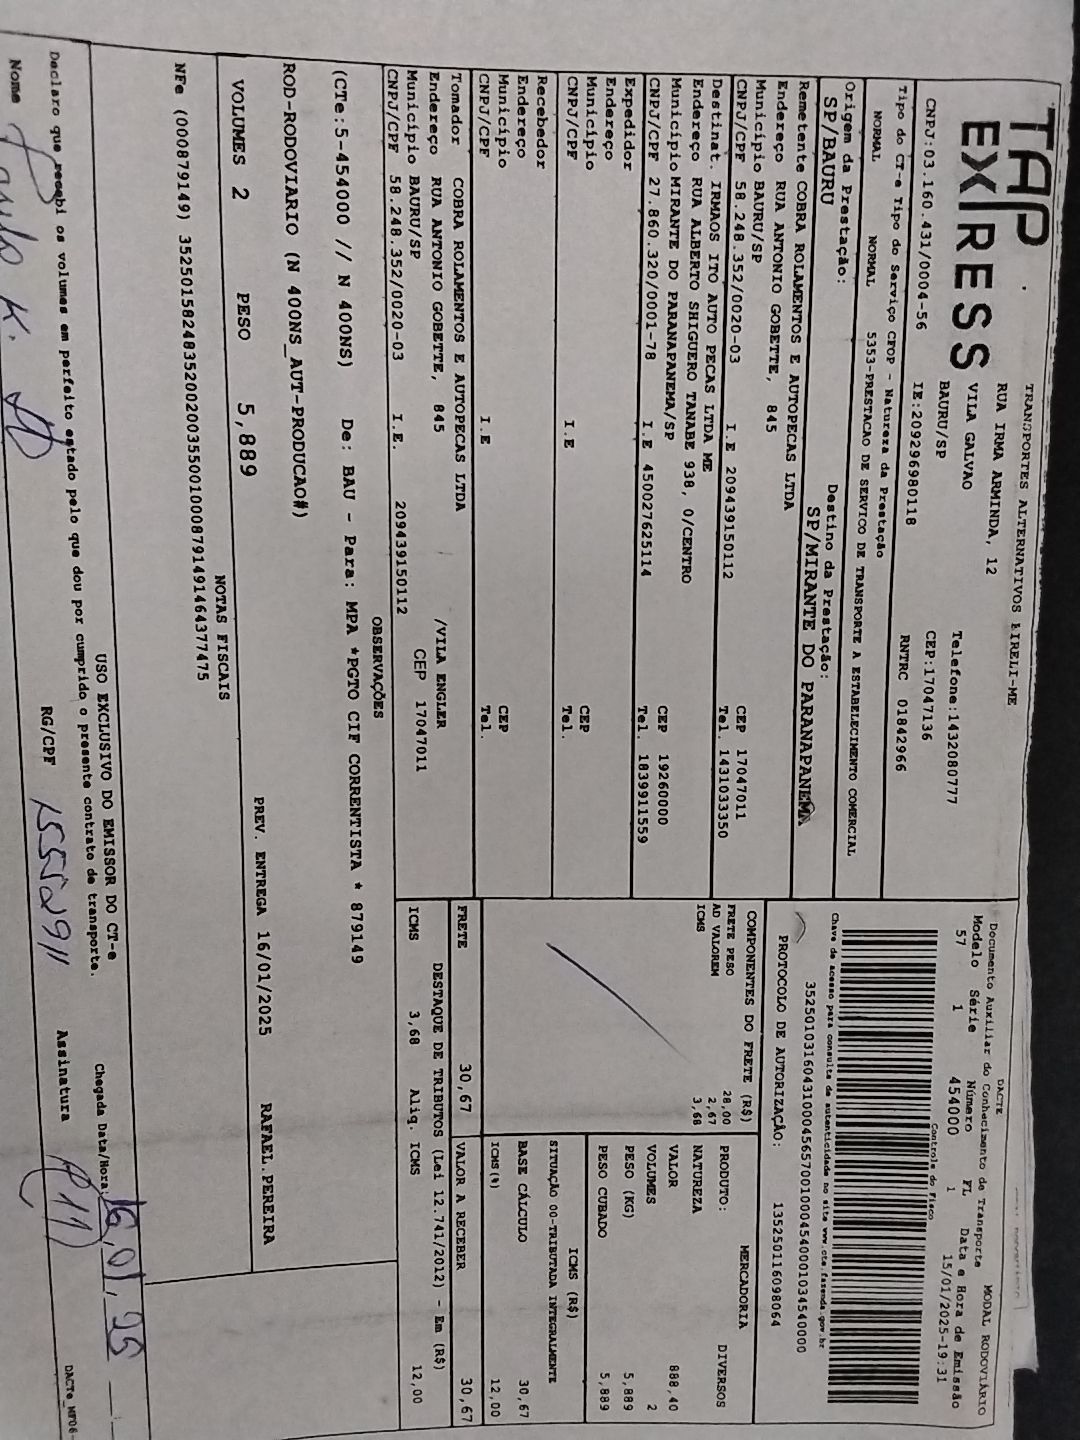 TAP
EXPRESS
TRANSPORTES ALTERNATIVOS EIRELI-ME
RUA IRMA ARMINDA, 12
VILA GALVAO Telefone:1432080777
BAURU/SP CEP:17047136
CNPJ:03.160.431/0004-56 IE:209296980118 RNTRC 01842966
Tipo do CT-e Tipo do Serviço CFOP - Natureza da Prestação
NORMAL NORMAL 5353-PRESTACAO DE SERVICO DE TRANSPORTE A ESTABELECIMENTO COMERCIAL
Origem da Prestação: Destino da Prestação:
SP/BAURU SP/MIRANTE DO PARANAPANEMA
Remetente COBRA ROLAMENTOS E AUTOPECAS LTDA
Endereço RUA ANTONIO GOBETTE, 845
Município BAURU/SP CEP 17047011
CNPJ/CPF 58.248.352/0020-03 I.E 209439150112 Tel. 1431033350
Destinat. IRMAOS ITO AUTO PECAS LTDA ME
Endereço RUA ALBERTO SHIGUERO TANABE 938, 0/CENTRO
Município MIRANTE DO PARANAPANEMA/SP CEP 19260000
CNPJ/CPF 27.860.320/0001-78 I.E 450027625114 Tel. 1839911559
Expedidor
Endereço
Município CEP
CNPJ/CPF I.E Tel.
Recebedor
Endereço
Município CEP
CNPJ/CPF I.E Tel.
Tomador COBRA ROLAMENTOS E AUTOPECAS LTDA
Endereço RUA ANTONIO GOBETTE, 845 /VILA ENGLER
Município BAURU/SP CEP 17047011
CNPJ/CPF 58.248.352/0020-03 I.E. 209439150112
DACTE MODAL RODOVIÁRIO
Documento Auxiliar do Conhecimento de Transporte
Modelo Série Número FL Data e Hora de Emissão
57 1 454000 1 15/01/2025-19:31
Controle do Fisco
Chave de acesso para consulta de autenticidade no site www.cte.fazenda.gov.br
35250103160431000456570010004540001034540000
PROTOCOLO DE AUTORIZAÇÃO: 135250116098064
COMPONENTES DO FRETE (R$)
FRETE PESO 28,00
AD VALOREM 2,67
ICMS 3,68
MERCADORIA
PRODUTO: DIVERSOS
NATUREZA
VALOR 888,40
VOLUMES 2
PESO (KG) 5,889
PESO CUBADO 5,889
ICMS (R$)
SITUAÇÃO 00-TRIBUTADA INTEGRALMENTE
BASE CÁLCULO 30,67
ICMS (%) 12,00
FRETE 30,67 VALOR A RECEBER 30,67
DESTAQUE DE TRIBUTOS (Lei 12.741/2012) - Em (R$)
ICMS 3,68 Aliq. ICMS 12,00
OBSERVAÇÕES
(CTe:5-454000 // N 400NS) De: BAU - Para: MPA *PGTO CIF CORRENTISTA * 879149
ROD-RODOVIARIO (N 400NS_AUT-PRODUCAO#)
VOLUMES 2 PESO 5,889 PREV. ENTREGA 16/01/2025 RAFAEL.PEREIRA
NOTAS FISCAIS
NFe (000879149) 35250158248352002003550010008791491464377475
USO EXCLUSIVO DO EMISSOR DO CT-e
Declaro que recebi os volumes em perfeito estado pelo que dou por cumprido o presente contrato de transporte.
Chegada Data/Hora: 16,01,25
Nome RG/CPF 15552911 Assinatura